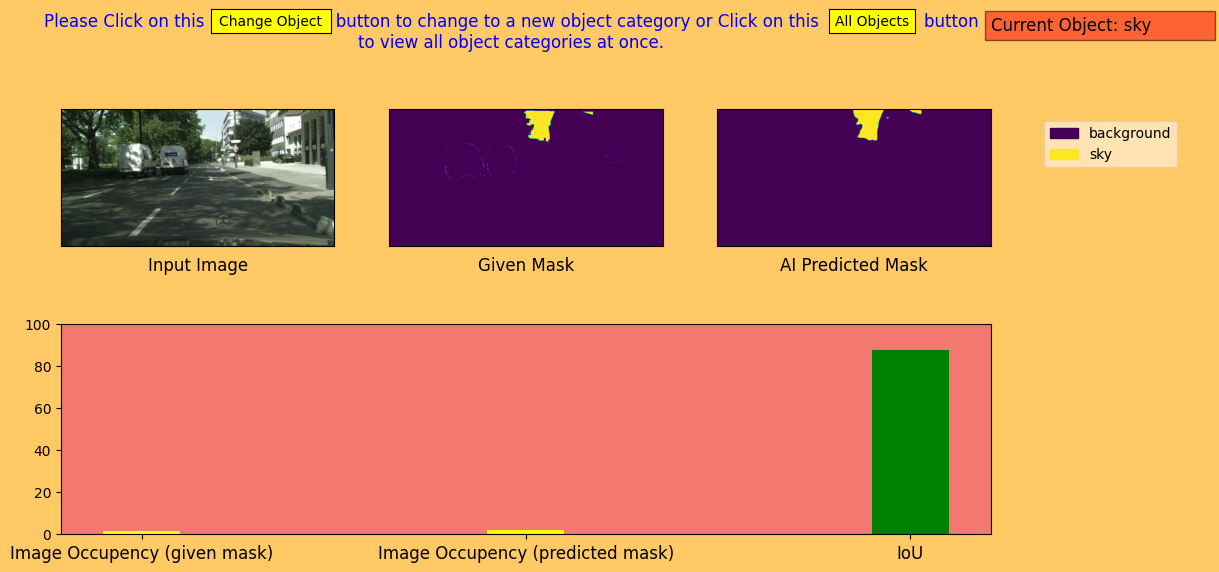 Please Click on this Change Object button to change to a new object category or Click on this All Objects button
to view all object categories at once.
Current Object: sky
background
sky
Input Image
Given Mask
AI Predicted Mask
100
80
60
40
20
0
Image Occupancy (given mask)
Image Occupancy (predicted mask)
IoU